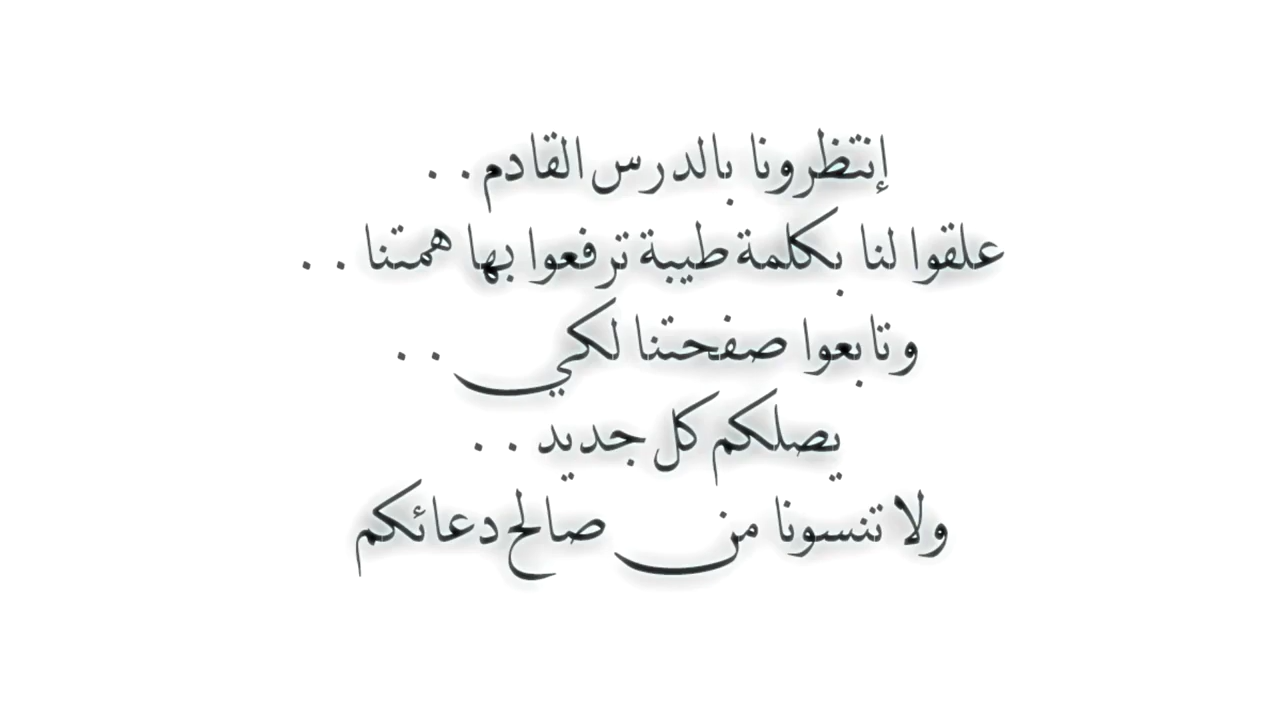 إنتظرونا بالدرس القادم . .
علقوا لنا بكلمة طيبة ترفعوا بها همتنا . .
وتابعوا صفحتنا لكي . .
يصلكم كل جديد . .
ولا تنسونا من صالح دعائكم